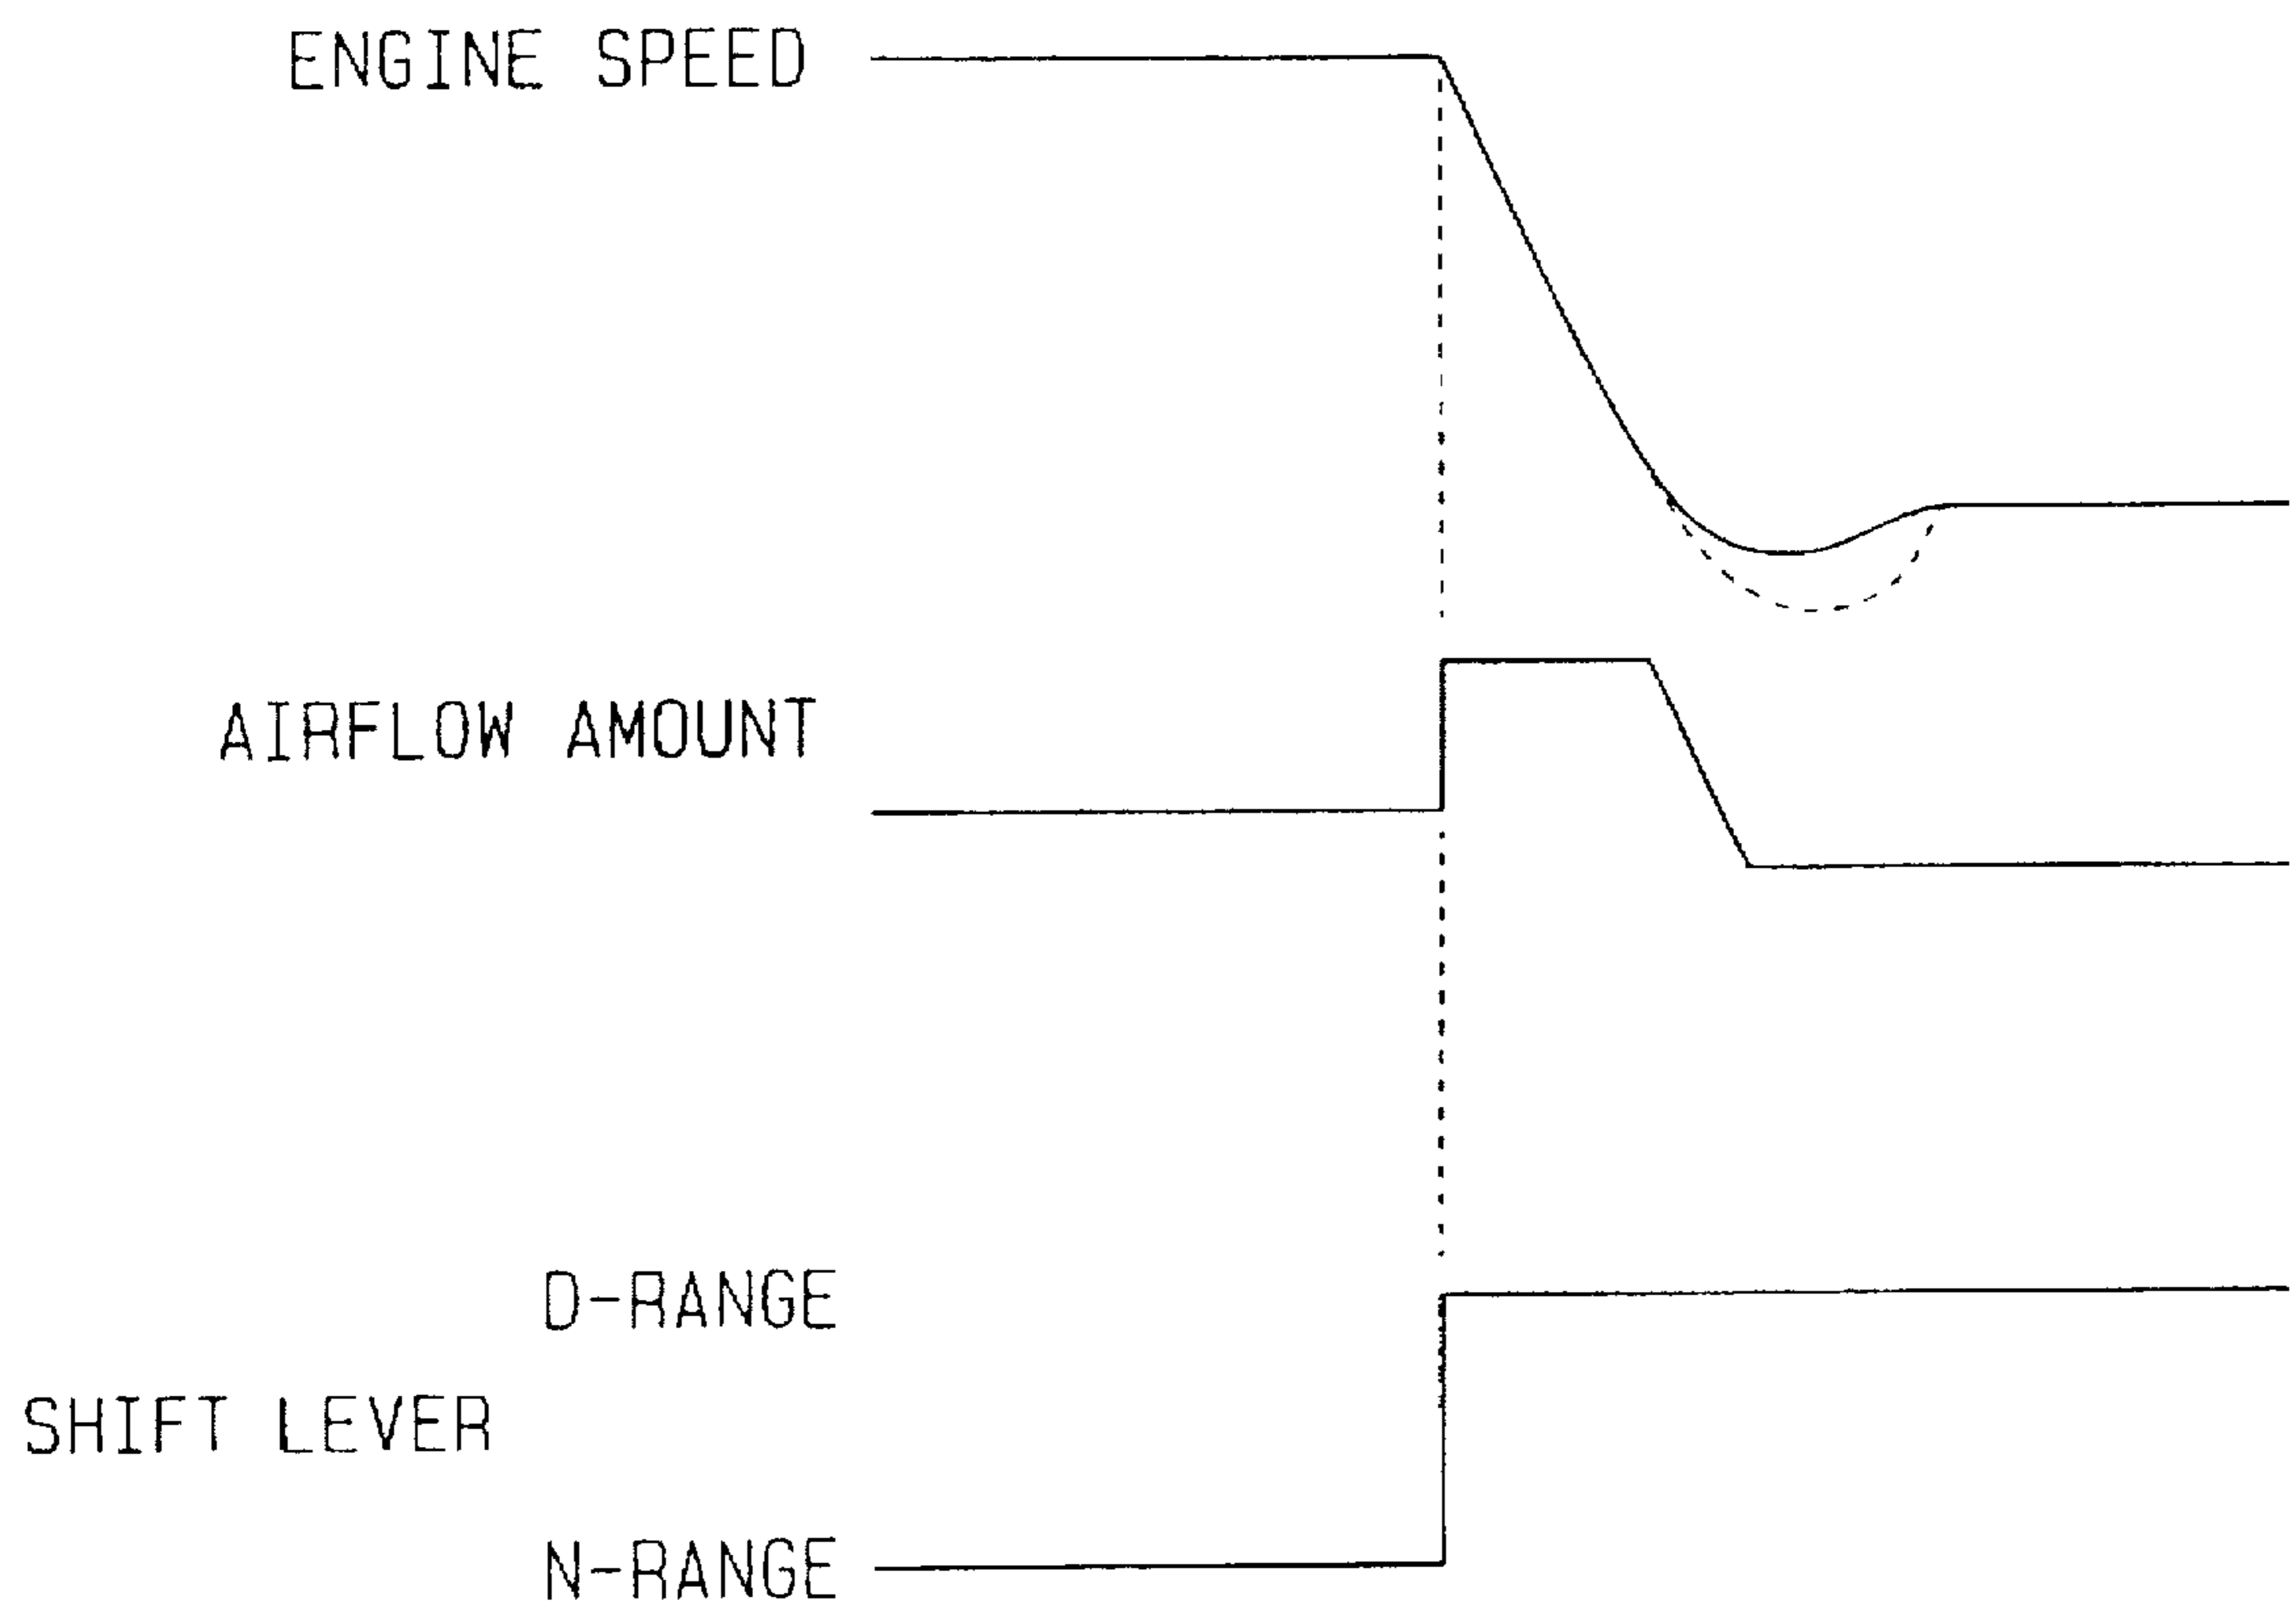 ENGINE SPEED
AIRFLOW AMOUNT
D-RANGE
SHIFT LEVER
N-RANGE